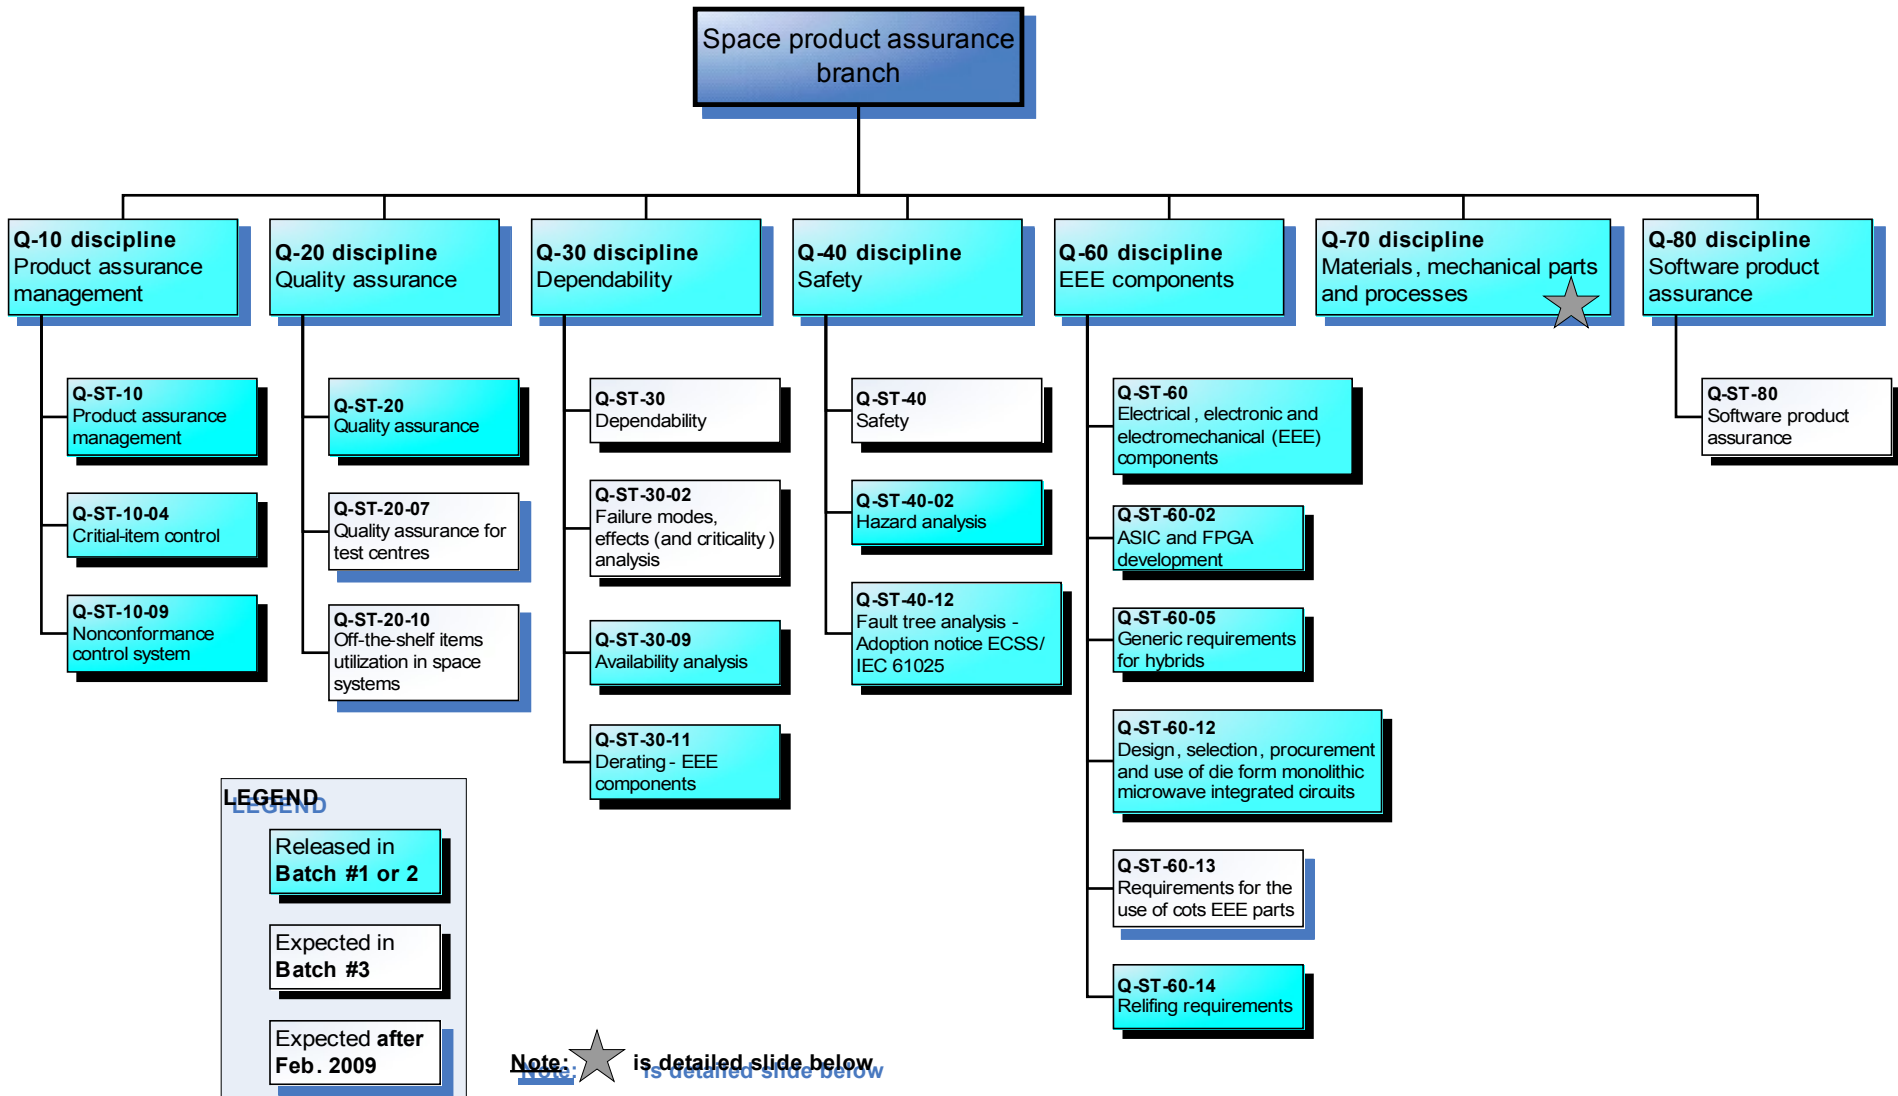 Space product assurance
branch
Q-10 discipline
Product assurance
management
Q-20 discipline
Quality assurance
Q-30 discipline
Dependability
Q-40 discipline
Safety
Q-60 discipline
EEE components
Q-70 discipline
Materials, mechanical parts
and processes
Q-80 discipline
Software product
assurance
Q-ST-10
Product assurance
management
Q-ST-10-04
Critial-item control
Q-ST-10-09
Nonconformance
control system
Q-ST-20
Quality assurance
Q-ST-20-07
Quality assurance for
test centres
Q-ST-20-10
Off-the-shelf items
utilization in space
systems
Q-ST-30
Dependability
Q-ST-30-02
Failure modes,
effects (and criticality)
analysis
Q-ST-30-09
Availability analysis
Q-ST-30-11
Derating - EEE
components
Q-ST-40
Safety
Q-ST-40-02
Hazard analysis
Q-ST-40-12
Fault tree analysis -
Adoption notice ECSS/
IEC 61025
Q-ST-60
Electrical, electronic and
electromechanical (EEE)
components
Q-ST-60-02
ASIC and FPGA
development
Q-ST-60-05
Generic requirements
for hybrids
Q-ST-60-12
Design, selection, procurement
and use of die form monolithic
microwave integrated circuits
Q-ST-60-13
Requirements for the
use of cots EEE parts
Q-ST-60-14
Relifing requirements
Q-ST-80
Software product
assurance
LEGEND
Released in
Batch #1 or 2
Expected in
Batch #3
Expected after
Feb. 2009
Note: is detailed slide below